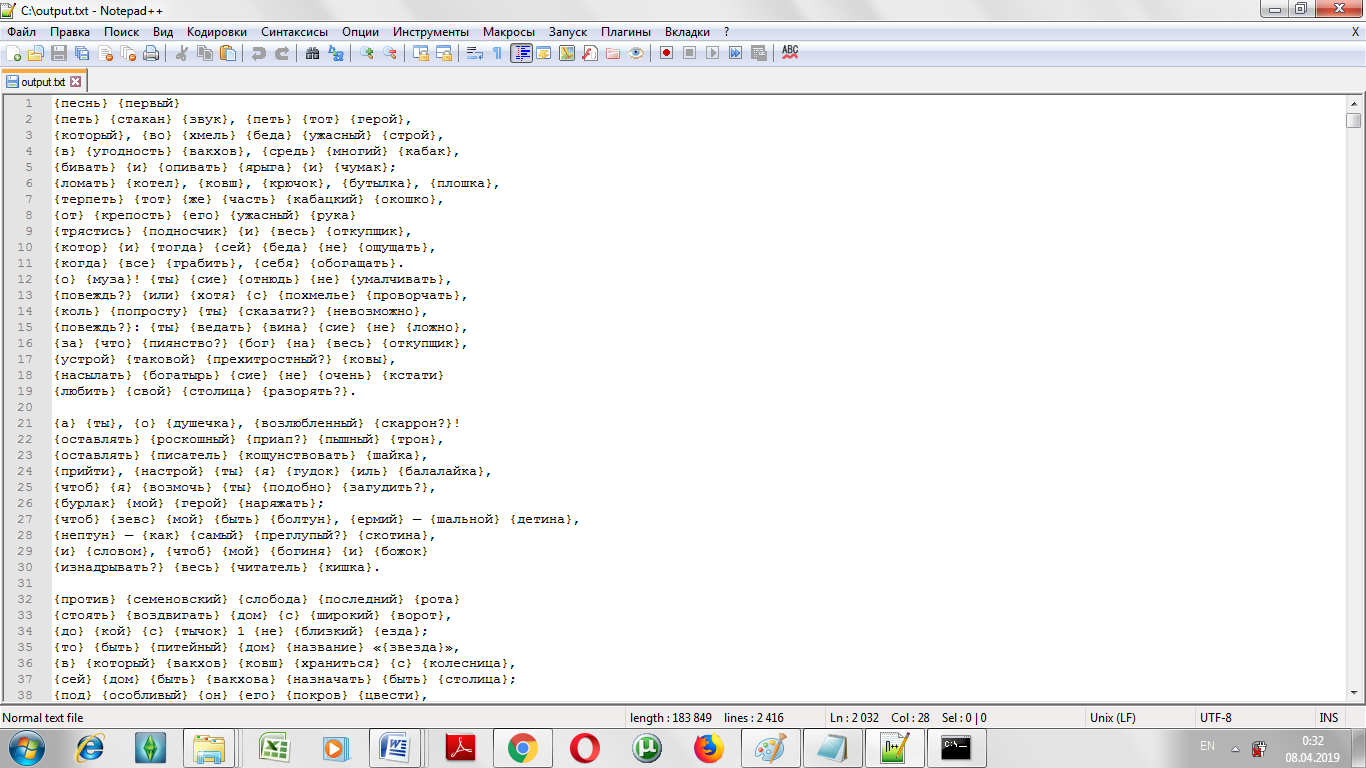 C:\output.txt - Notepad++
Файл Правка Поиск Вид Кодировки Синтаксисы Опции Инструменты Макросы Запуск Плагины Вкладки ? X
ABC
output.txt
1 {песнь} {первый}
2 {петь} {стакан} {звук}, {петь} {тот} {герой},
3 {который}, {во} {хмель} {беда} {ужасный} {строй},
4 {в} {угодность} {вакхов}, {средь} {многий} {кабак},
5 {бивать} {и} {опивать} {ярыга} {и} {чумак};
6 {ломать} {котел}, {ковш}, {крючок}, {бутылка}, {плошка},
7 {терпеть} {тот} {же} {часть} {кабацкий} {окошко},
8 {от} {крепость} {его} {ужасный} {рука}
9 {трястись} {подносчик} {и} {весь} {откупщик},
10 {котор} {и} {тогда} {сей} {беда} {не} {ощущать},
11 {когда} {все} {грабить}, {себя} {обогащать}.
12 {о} {муза}! {ты} {сие} {отнюдь} {не} {умалчивать},
13 {повеждь?} {или} {хотя} {с} {похмелье} {проворчать},
14 {коль} {попросту} {ты} {сказати?} {невозможно},
15 {повеждь?}: {ты} {ведать} {вина} {сие} {не} {ложно},
16 {за} {что} {пиянство?} {бог} {на} {весь} {откупщик},
17 {устрой} {таковой} {прехитростный?} {ковы},
18 {насылать} {богатырь} {сие} {не} {очень} {кстати}
19 {любить} {свой} {столица} {разорять?}.
20
21 {а} {ты}, {о} {душечка}, {возлюбленный} {скаррон?}!
22 {оставлять} {роскошный} {приап?} {пышный} {трон},
23 {оставлять} {писатель} {кощунствовать} {шайка},
24 {прийти}, {настрой} {ты} {я} {гудок} {иль} {балалайка},
25 {чтоб} {я} {возмочь} {ты} {подобно} {загудить?},
26 {бурлак} {мой} {герой} {наряжать};
27 {чтоб} {зевс} {мой} {быть} {болтун}, {ермий} — {шальной} {детина},
28 {нептун} — {как} {самый} {преглупый?} {скотина},
29 {и} {словом}, {чтоб} {мой} {богиня} {и} {божок}
30 {изнадрывать?} {весь} {читатель} {кишка}.
31
32 {против} {семеновский} {слобода} {последний} {рота}
33 {стоять} {воздвигать} {дом} {с} {широкий} {ворот},
34 {до} {кой} {с} {тычок} 1 {не} {близкий} {езда};
35 {то} {быть} {питейный} {дом} {название} «{звезда}»,
36 {в} {который} {вакхов} {ковш} {храниться} {с} {колесница},
37 {сей} {дом} {быть} {вакхова} {назначать} {быть} {столица};
38 {под} {особливый} {он} {его} {покров} {цвести},
Normal text file length : 183 849 lines : 2 416 Ln : 2 032 Col : 28 Sel : 0 | 0 Unix (LF) UTF-8 INS
EN 0:32
08.04.2019